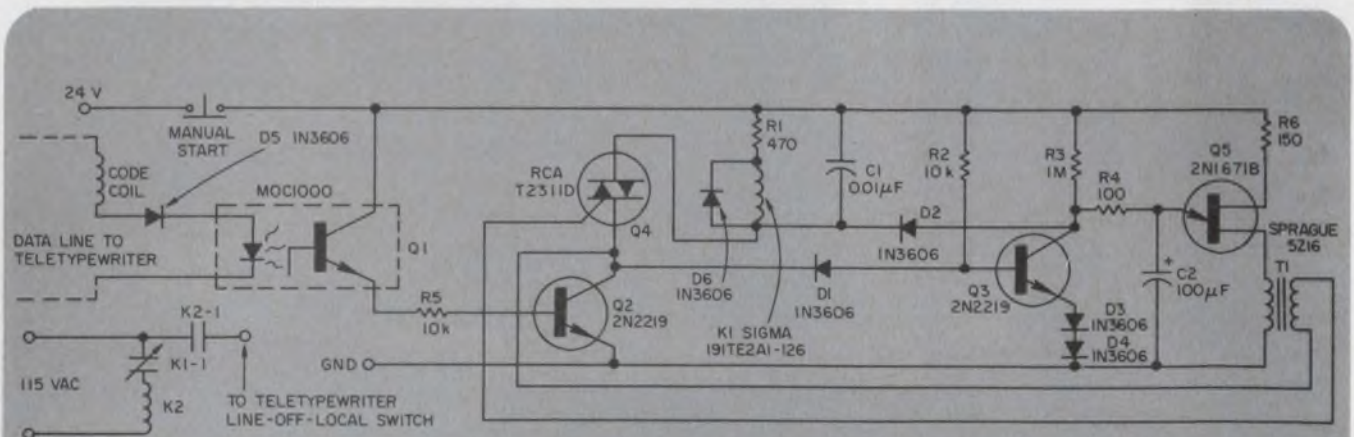 24 V
MANUAL
START
D5 IN3606
CODE
COIL
MOC1000
DATA LINE TO
TELETYPEWRITER
Q1
K2-1
K1-1
115 VAC
K2
TO TELETYPEWRITER
LINE-OFF-LOCAL SWITCH
R5
10k
GND
RCA
T2311D
Q4
Q2
2N2219
R1
470
C1
0.01µF
D6
IN3606
K1 SIGMA
191TE2A1-126
D1
IN3606
D2
IN3606
R2
10k
R3
1M
R4
100
Q3
2N2219
D3
IN3606
D4
IN3606
C2
100µF
+
Q5
2N1671B
R6
150
SPRAGUE
5Z16
T1